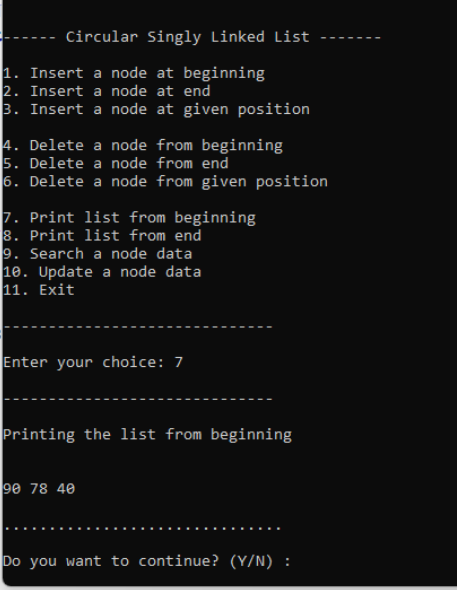 ------ Circular Singly Linked List -------
1. Insert a node at beginning
2. Insert a node at end
3. Insert a node at given position
4. Delete a node from beginning
5. Delete a node from end
6. Delete a node from given position
7. Print list from beginning
8. Print list from end
9. Search a node data
10. Update a node data
11. Exit
------------------------------
Enter your choice: 7
------------------------------
Printing the list from beginning
90 78 40
...............................
Do you want to continue? (Y/N) :